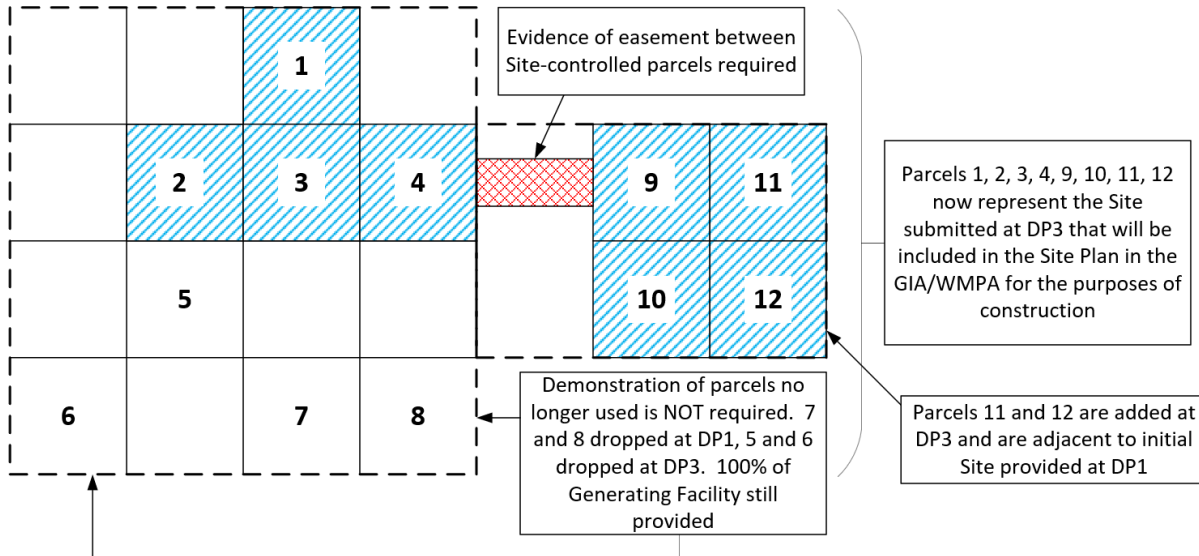 1
Evidence of easement between
Site-controlled parcels required
2
3
4
9
11
Parcels 1, 2, 3, 4, 9, 10, 11, 12
now represent the Site
submitted at DP3 that will be
included in the Site Plan in the
GIA/WMPA for the purposes of
construction
5
10
12
6
7
8
Demonstration of parcels no
longer used is NOT required.  7
and 8 dropped at DP1, 5 and 6
dropped at DP3.  100% of
Generating Facility still
provided
Parcels 11 and 12 are added at
DP3 and are adjacent to initial
Site provided at DP1